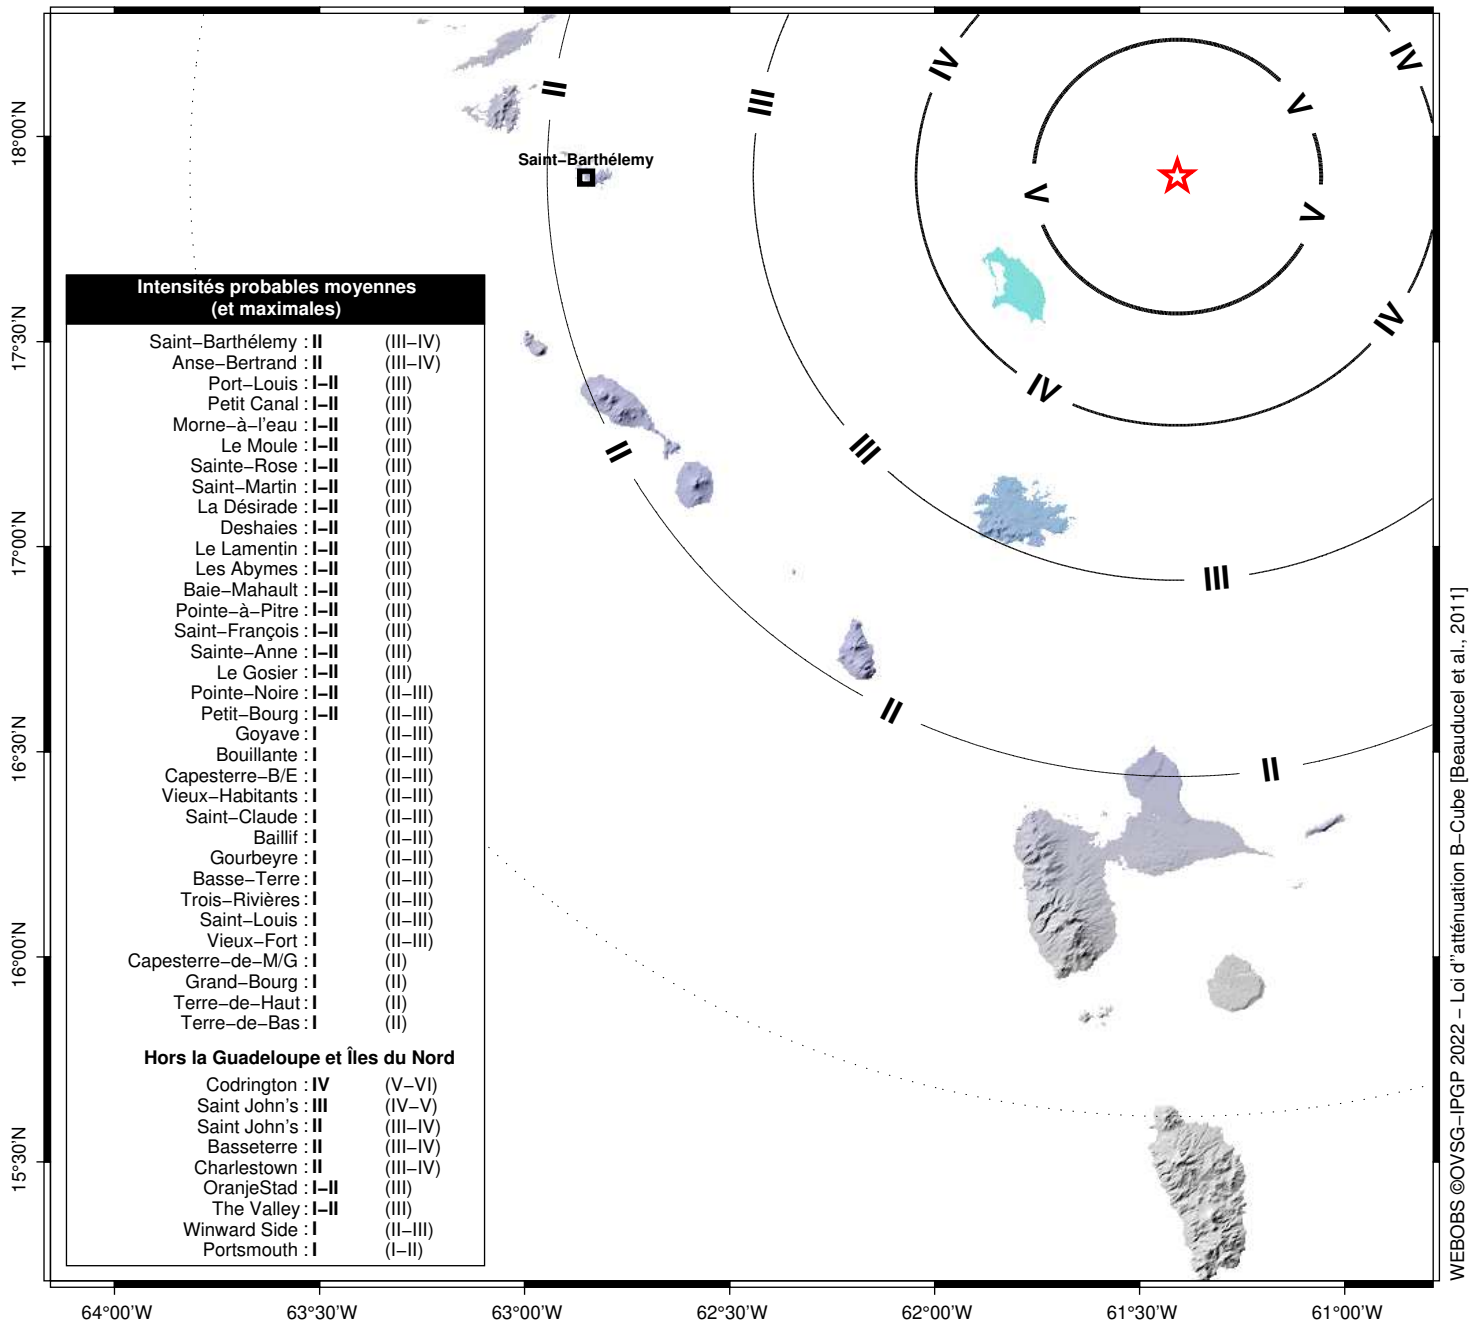 IV
IV
V
II
III
18°00'N
Saint−Barthélemy
V
V
Intensités probables moyennes
(et maximales)
IV
17°30'N
Saint−Barthélemy : II (III−IV)
Anse−Bertrand : II (III−IV)
Port−Louis : I−II (III)
IV
Petit Canal : I−II (III)
Morne−à−l'eau : I−II (III)
Le Moule : I−II (III)
II
III
Sainte−Rose : I−II (III)
Saint−Martin : I−II (III)
La Désirade : I−II (III)
Deshaies : I−II (III)
17°00'N
Le Lamentin : I−II (III)
Les Abymes : I−II (III)
III
Baie−Mahault : I−II (III)
Pointe−à−Pitre : I−II (III)
Saint−François : I−II (III)
Sainte−Anne : I−II (III)
Le Gosier : I−II (III)
Pointe−Noire : I−II (II−III)
Petit−Bourg : I−II (II−III)
II
Goyave : I (II−III)
16°30'N
Bouillante : I (II−III)
II
Capesterre−B/E : I (II−III)
Vieux−Habitants : I (II−III)
Saint−Claude : I (II−III)
Baillif : I (II−III)
Gourbeyre : I (II−III)
Basse−Terre : I (II−III)
Trois−Rivières : I (II−III)
Saint−Louis : I (II−III)
Vieux−Fort : I (II−III)
16°00'N
Capesterre−de−M/G : I (II)
Grand−Bourg : I (II)
Terre−de−Haut : I (II)
Terre−de−Bas : I (II)
Hors la Guadeloupe et Îles du Nord
Codrington : IV (V−VI)
Saint John's : III (IV−V)
Saint John's : II (III−IV)
Basseterre : II (III−IV)
15°30'N
Charlestown : II (III−IV)
OranjeStad : I−II (III)
The Valley : I−II (III)
Winward Side : I (II−III)
Portsmouth : I (I−II)
64°00'W 63°30'W 63°00'W 62°30'W 62°00'W 61°30'W 61°00'W
WEBOBS ©OVSG−IPGP 2022 − Loi d''atténuation B−Cube [Beauducel et al., 2011]